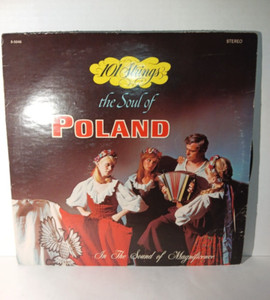 STEREO
101 Strings
the Soul of
POLAND
In The Sound of Magnificence